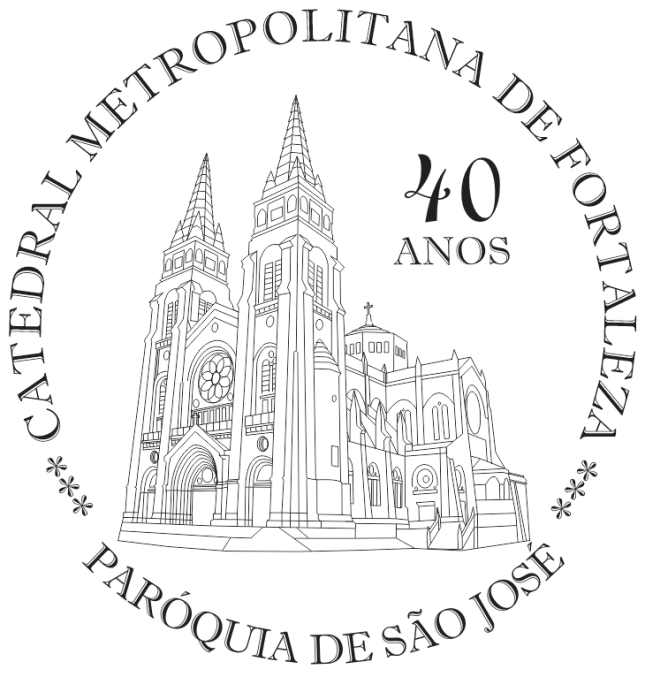 CATEDRAL METROPOLITANA DE FORTALEZA
40
ANOS
PARÓQUIA DE SÃO JOSÉ